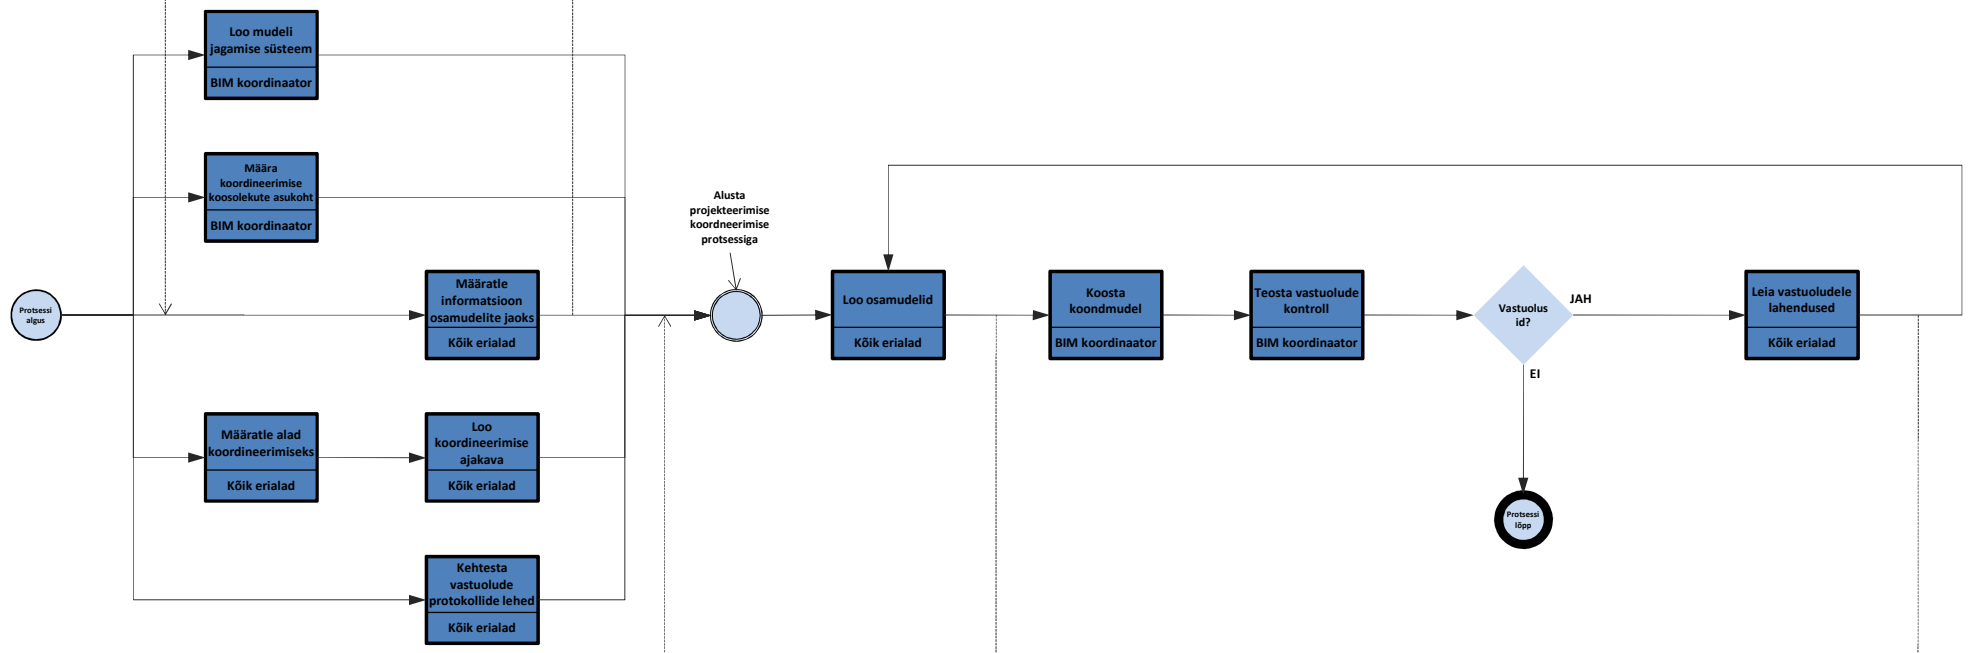 Protsessi
algus
Loo mudeli
jagamise süsteem
BIM koordinaator
Määra
koordineerimise
koosolekute asukoht
BIM koordinaator
Määratle
informatsioon
osamudelite jaoks
Kõik erialad
Määratle alad
koordineerimiseks
Kõik erialad
Loo
koordineerimise
ajakava
Kõik erialad
Kehtesta
vastuolude
protokollide lehed
Kõik erialad
Alusta
projekteerimise
koordneerimise
protsessiga
Loo osamudelid
Kõik erialad
Koosta
koondmudel
BIM koordinaator
Teosta vastuolude
kontroll
BIM koordinaator
Vastuolus
id?
JAH
EI
Leia vastuoludele
lahendused
Kõik erialad
Protsessi
lõpp